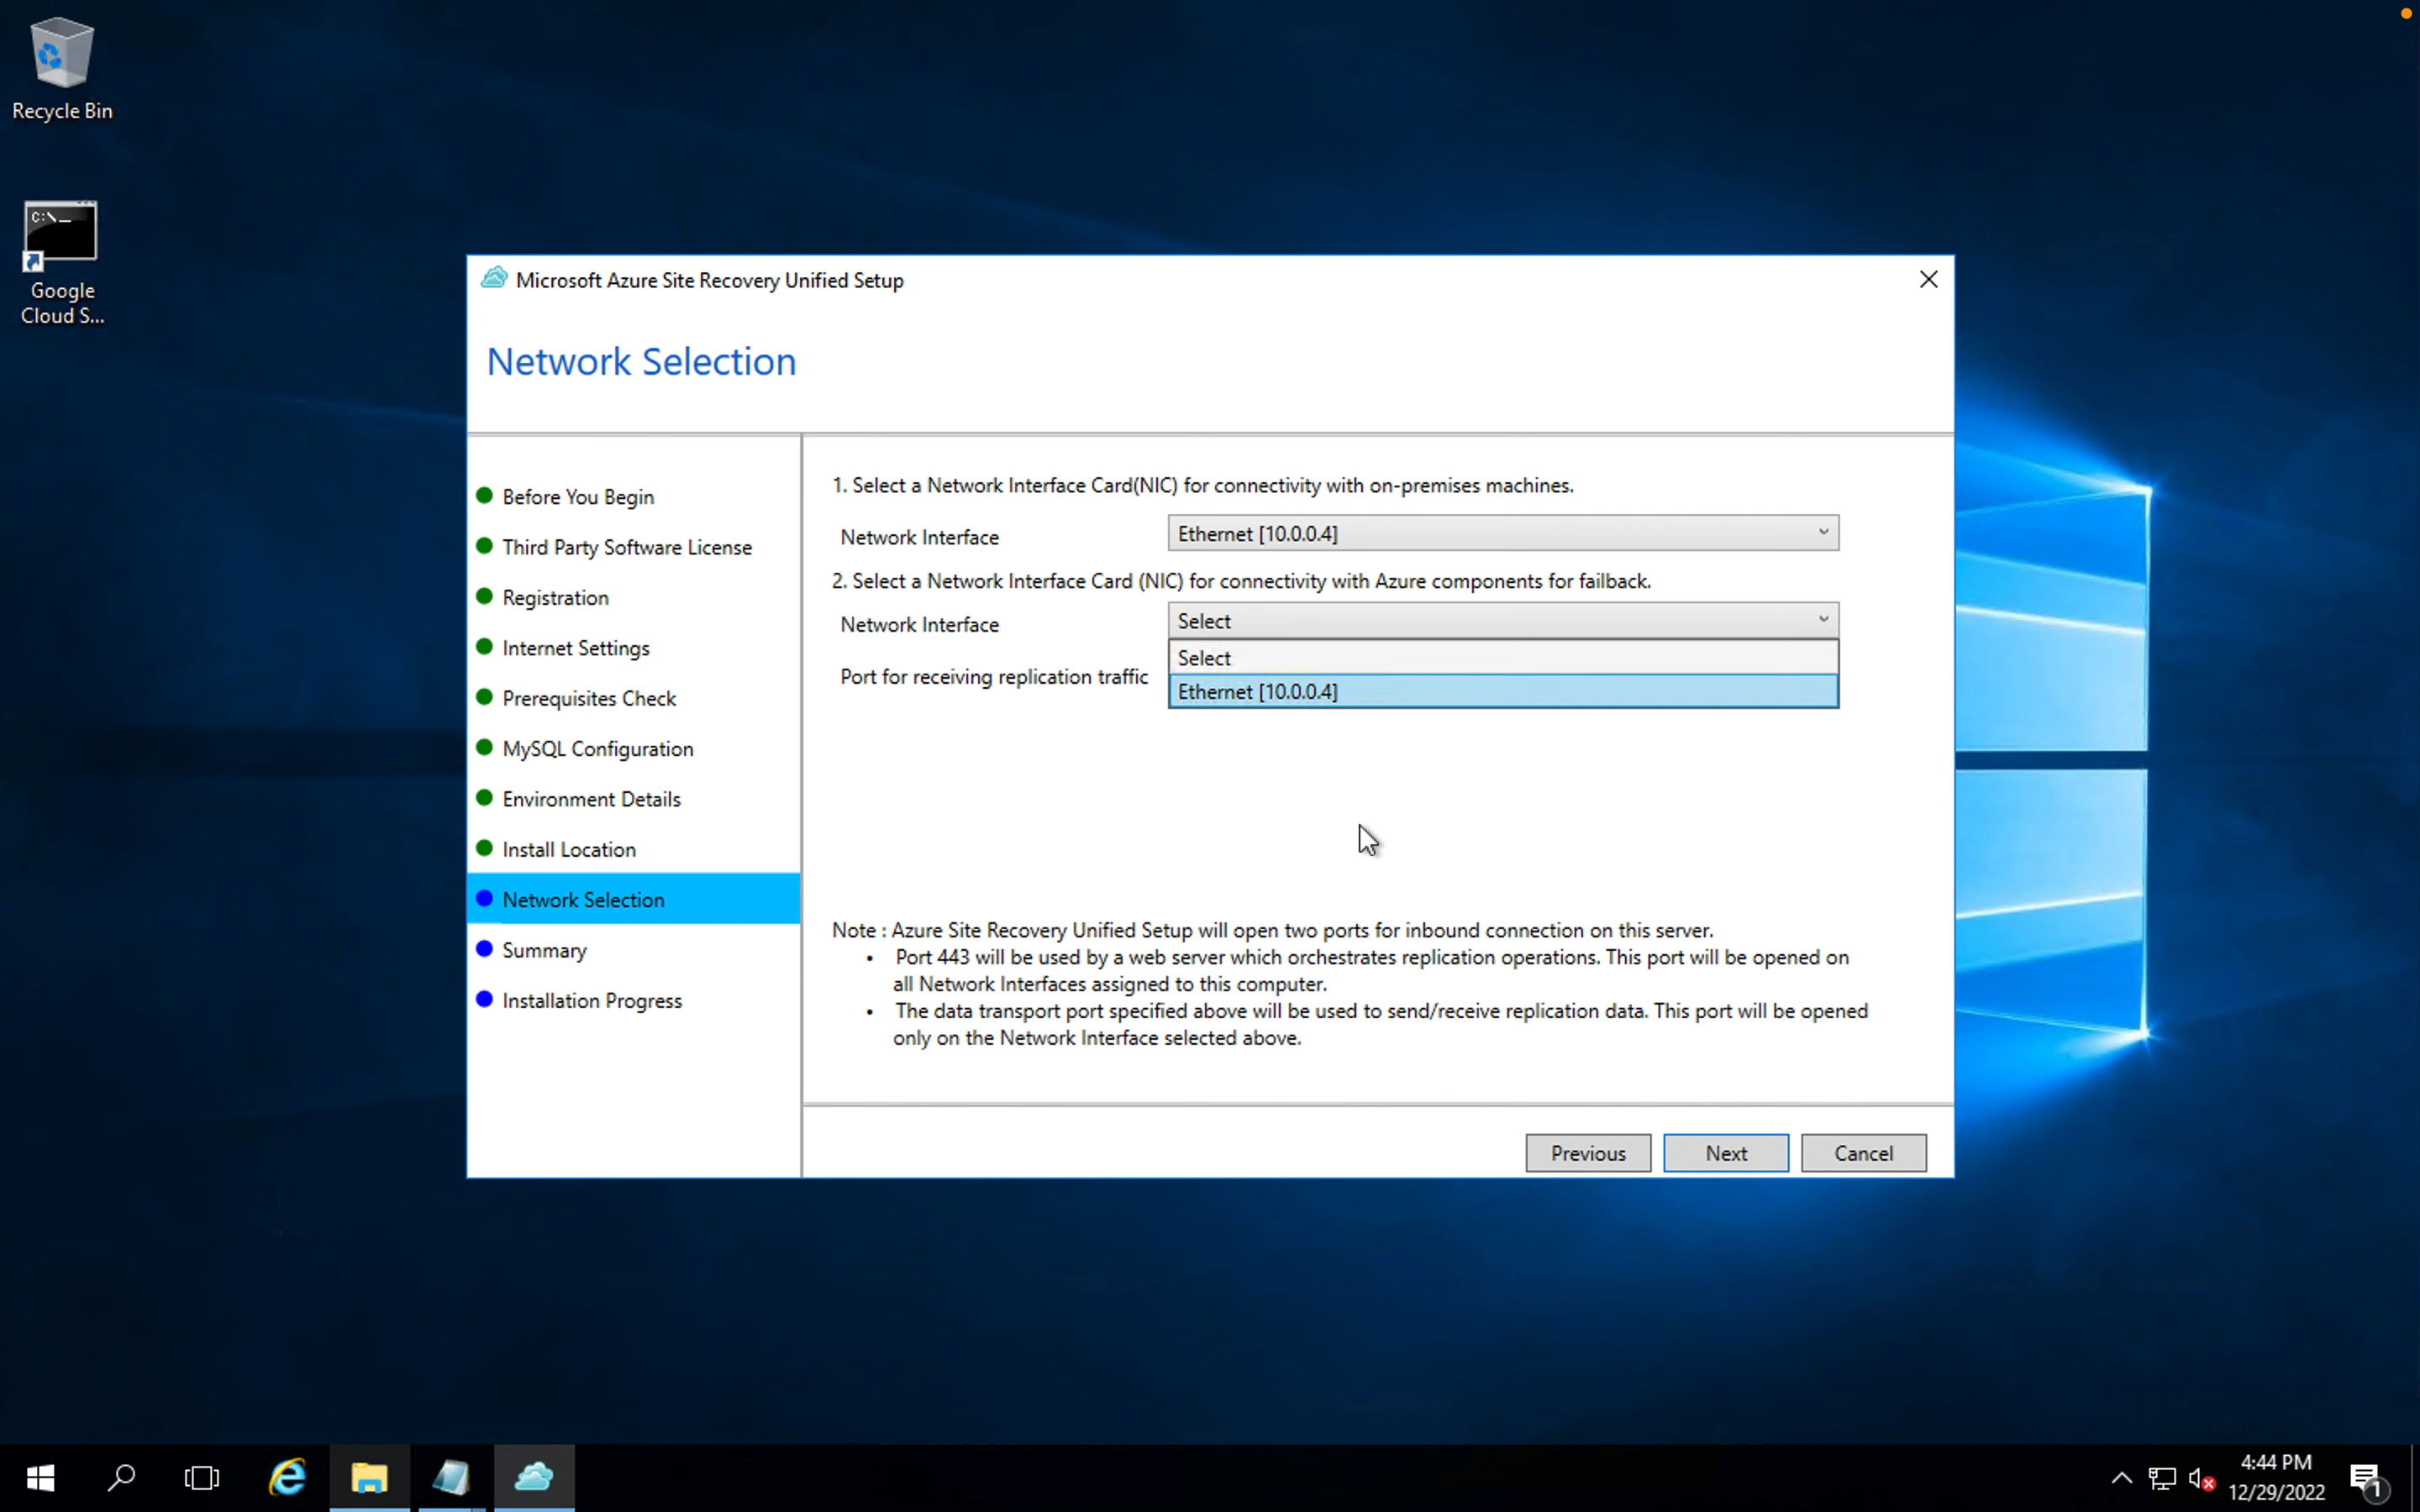 Recycle Bin
C:\_
Google
Cloud S...
Microsoft Azure Site Recovery Unified Setup
Network Selection
Before You Begin
Third Party Software License
Registration
Internet Settings
Prerequisites Check
MySQL Configuration
Environment Details
Install Location
Network Selection
Summary
Installation Progress
1. Select a Network Interface Card(NIC) for connectivity with on-premises machines.
Network Interface
Ethernet [10.0.0.4]
2. Select a Network Interface Card (NIC) for connectivity with Azure components for failback.
Network Interface
Select
Select
Port for receiving replication traffic
Ethernet [10.0.0.4]
Note : Azure Site Recovery Unified Setup will open two ports for inbound connection on this server.
• Port 443 will be used by a web server which orchestrates replication operations. This port will be opened on
all Network Interfaces assigned to this computer.
• The data transport port specified above will be used to send/receive replication data. This port will be opened
only on the Network Interface selected above.
Previous
Next
Cancel
4:44 PM
12/29/2022
1